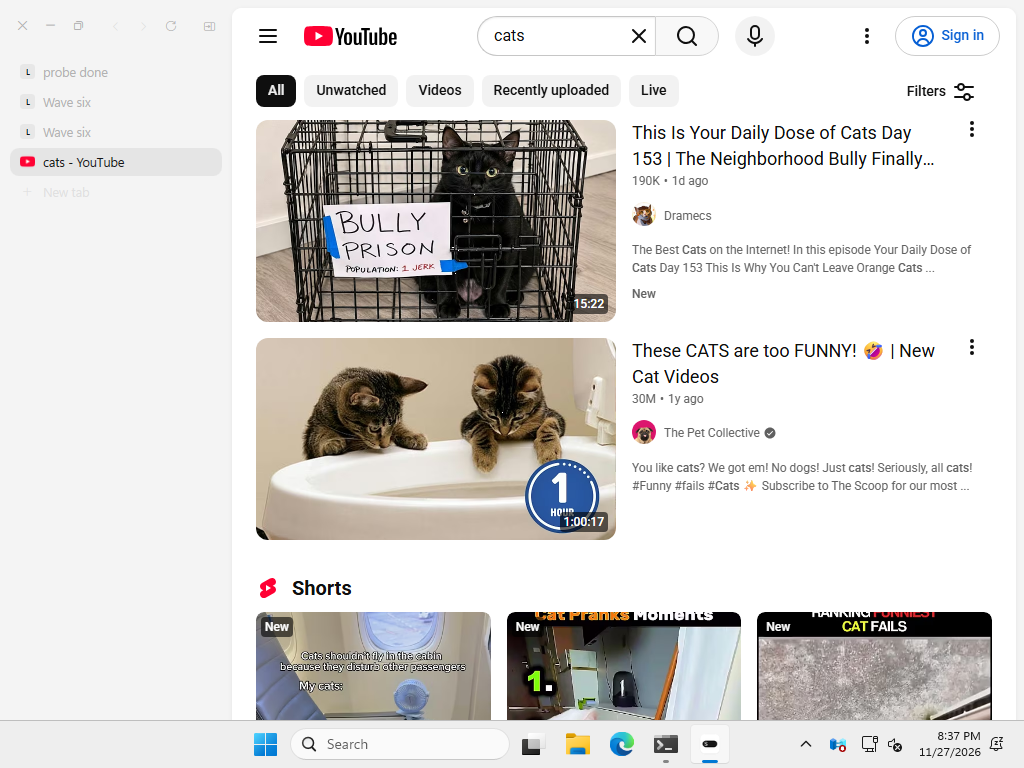 probe done
Wave six
Wave six
cats - YouTube
New tab
YouTube
cats
Sign in
All
Unwatched
Videos
Recently uploaded
Live
Filters
BULLY
PRISON
POPULATION: 1 JERK
15:22
This Is Your Daily Dose of Cats Day
153 | The Neighborhood Bully Finally…
190K • 1d ago
Dramecs
The Best Cats on the Internet! In this episode Your Daily Dose of
Cats Day 153 This Is Why You Can't Leave Orange Cats ...
New
1
HOUR
1:00:17
These CATS are too FUNNY! 🤣 | New
Cat Videos
30M • 1y ago
The Pet Collective
You like cats? We got em! No dogs! Just cats! Seriously, all cats!
#Funny #fails #Cats ✨ Subscribe to The Scoop for our most ...
Shorts
New
Cats shouldn't fly in the cabin
because they disturb other passengers
My cats:
Cat Pranks Moments
New
1.
RANKING FUNNIEST
New
CAT FAILS
Search
8:37 PM
11/27/2026